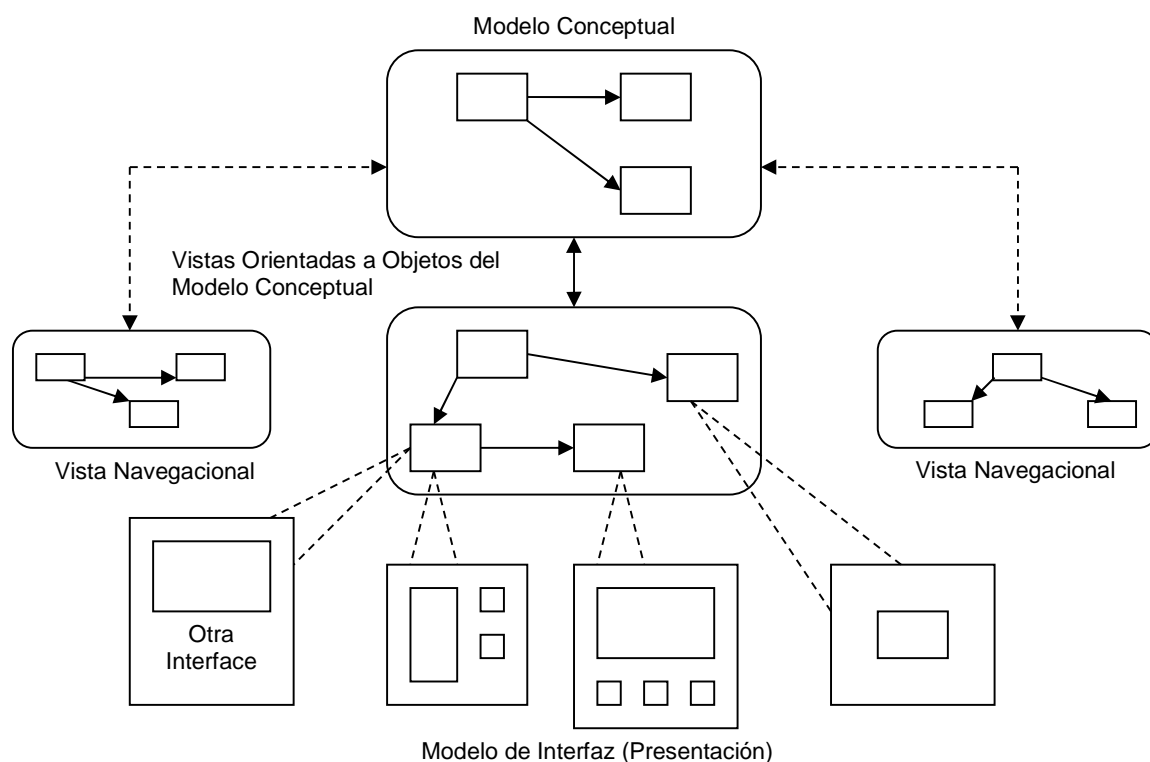 Modelo Conceptual
Vistas Orientadas a Objetos del
Modelo Conceptual
Vista Navegacional
Vista Navegacional
Otra
Interface
Modelo de Interfaz (Presentación)